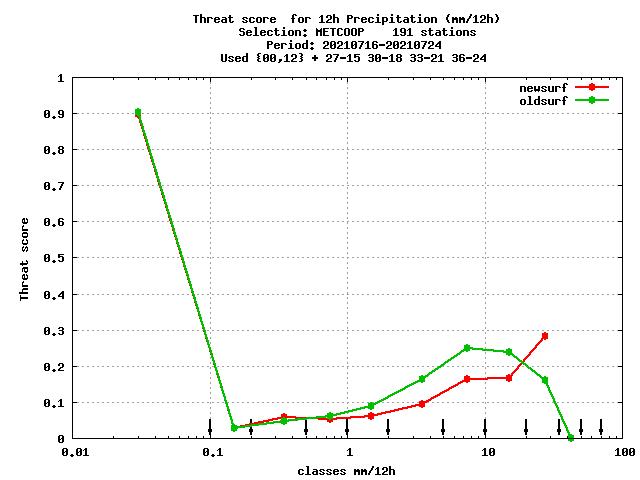 Threat score  for 12h Precipitation (mm/12h)
Selection: METCOOP    191 stations
Period: 20210716-20210724
Used {00,12} + 27-15 30-18 33-21 36-24
newsurf
oldsurf
1
0.9
0.8
0.7
0.6
0.5
0.4
0.3
0.2
0.1
0
Threat score
0.01 0.1 1 10 100
classes mm/12h